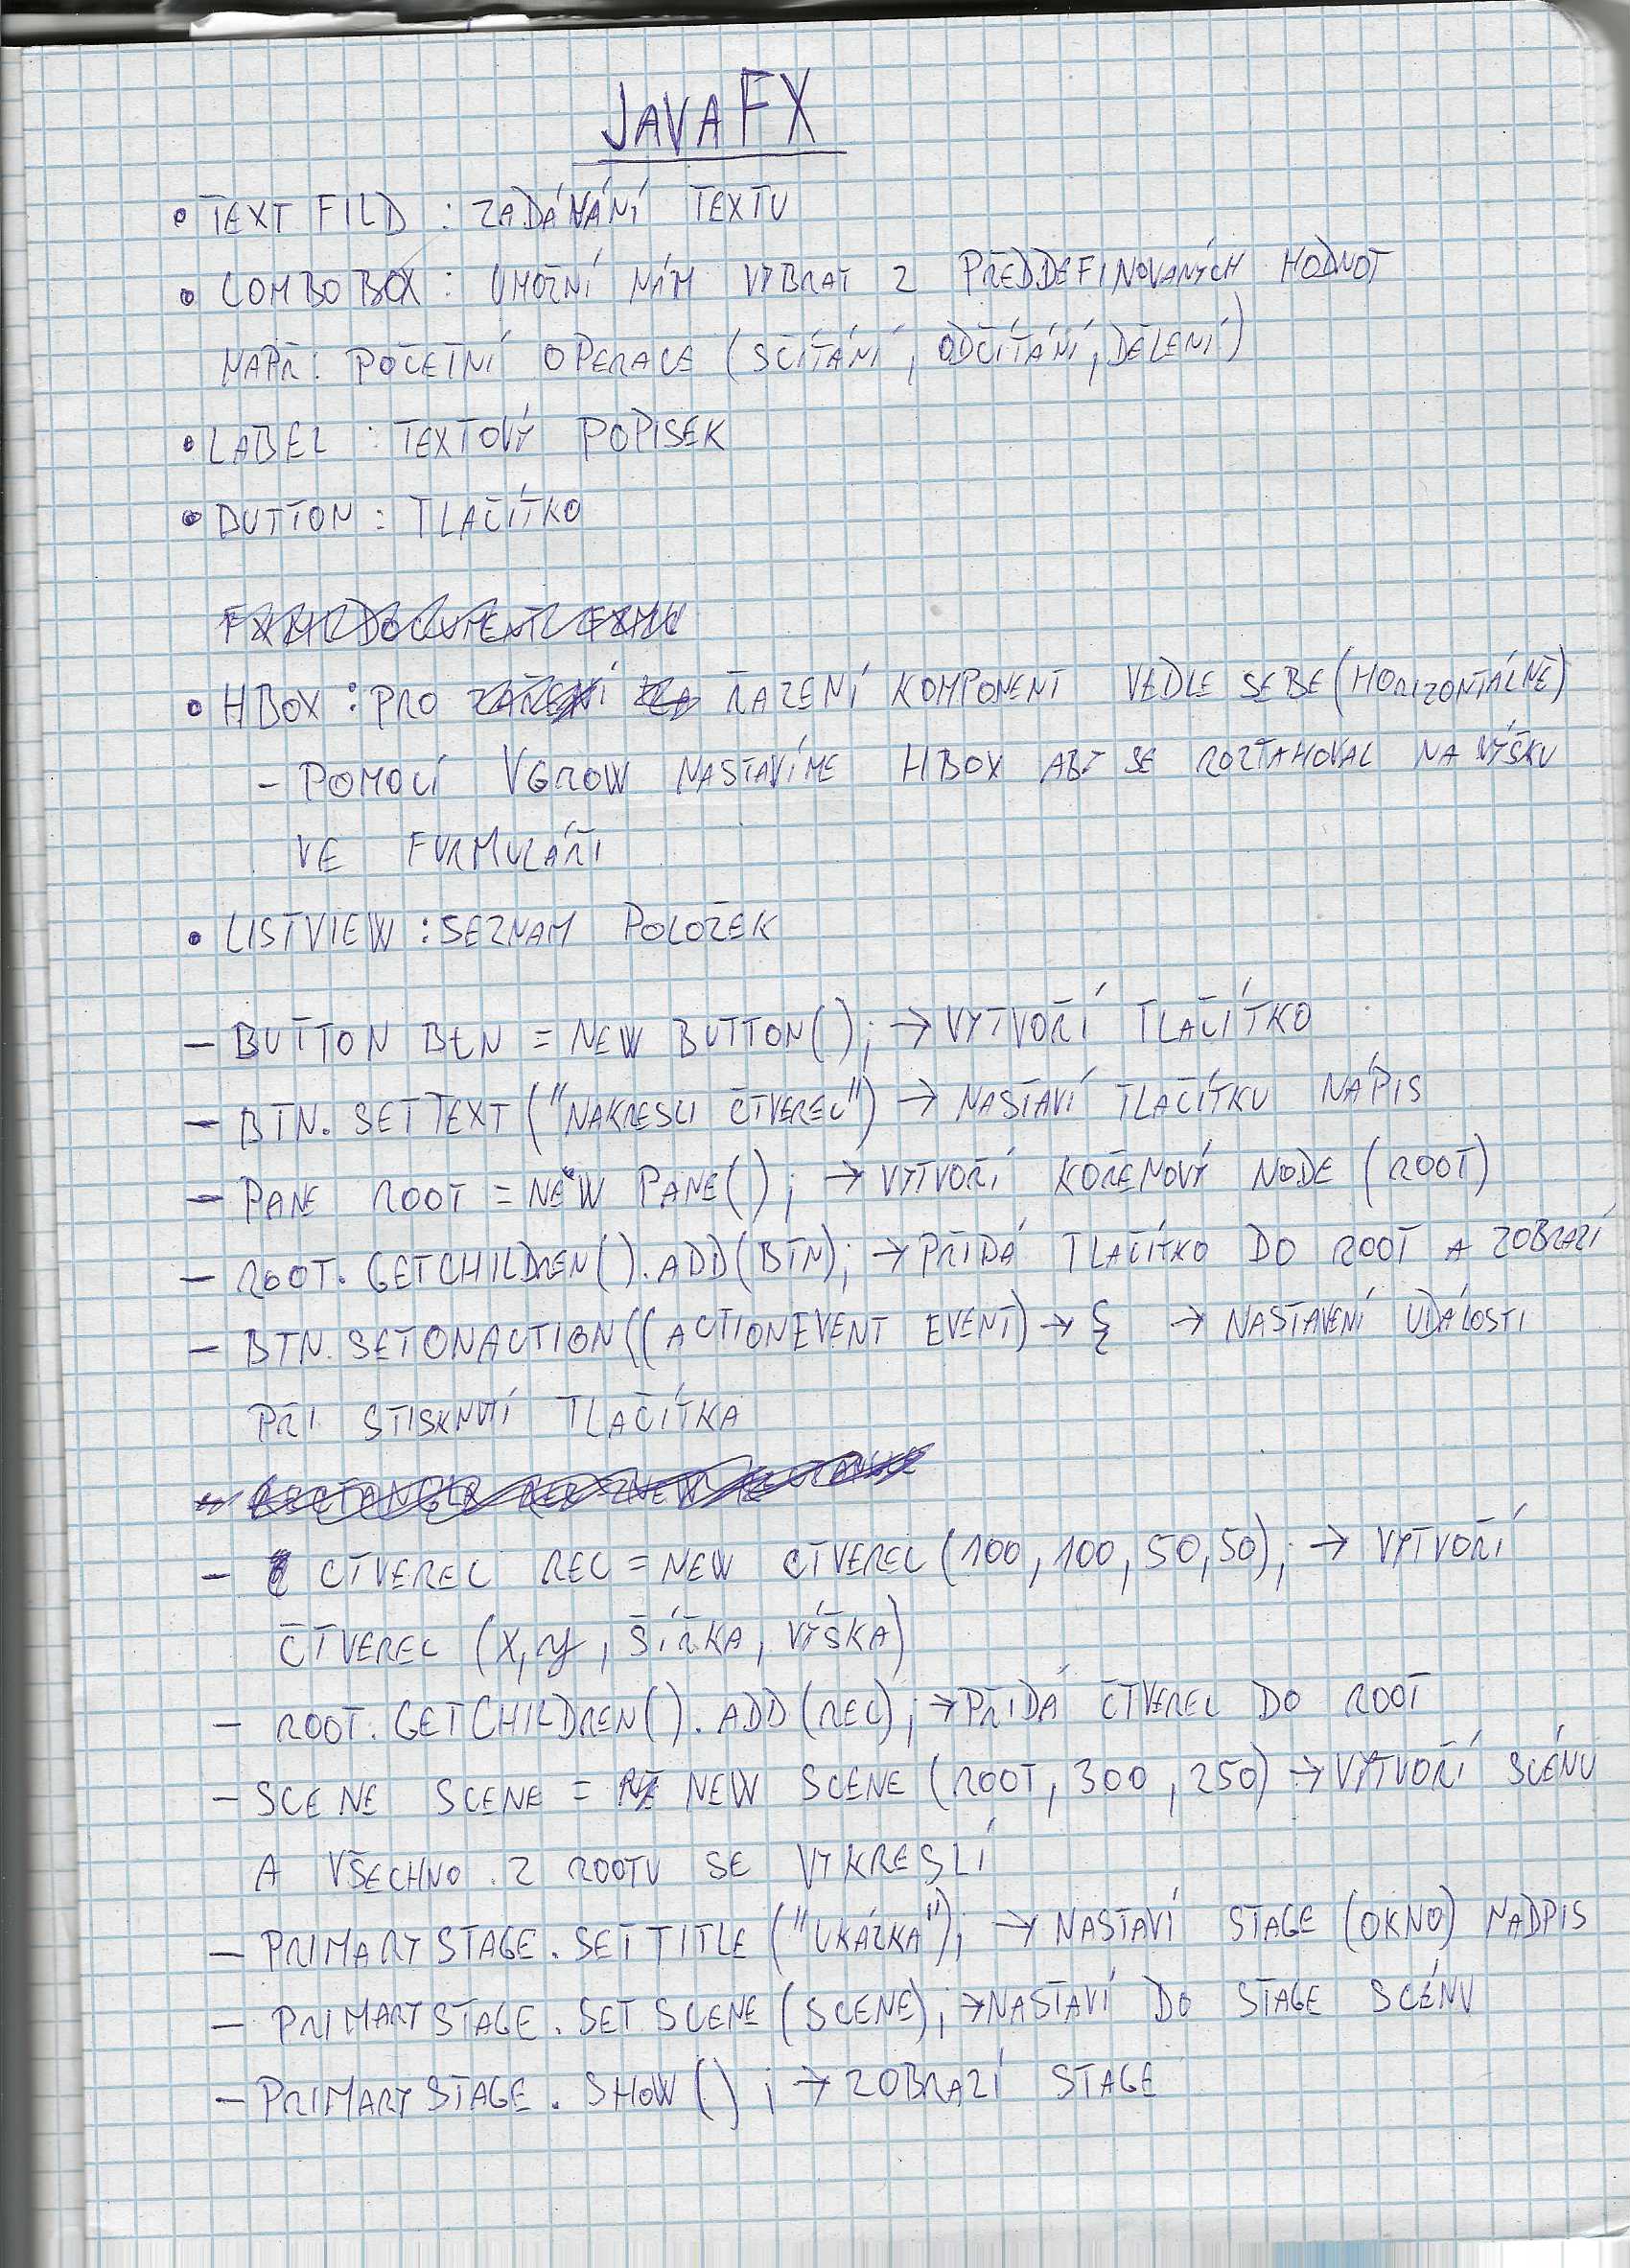 JAVAFX
• TEXT FILD : ZADÁVÁNÍ TEXTU
• COMBOBOX : UMOŽNÍ NÁM VYBRAT Z PŘEDDEFINOVANÝCH HODNOT
NAPŘ: POČETNÍ OPERACE (SČÍTÁNÍ, ODČÍTÁNÍ, DĚLENÍ)
• LABEL : TEXTOVÝ POPISEK
• BUTTON : TLAČÍTKO
• HBOX : PRO ŘAZENÍ KOMPONENT VEDLE SEBE (HORIZONTÁLNĚ)
- POMOCÍ VGROW NASTAVÍME HBOX ABY SE ROZTAHOVAL NA VÝŠKU
VE FURMULÁŘI
• LISTVIEW : SEZNAM POLOŽEK
- BUTTON BtN = NEW BUTTON(); → VYTVOŘÍ TLAČÍTKO
- BTN. SETTEXT ("NAKRESLI ČTVEREC") → NASTAVÍ TLAČÍTKU NÁPIS
- PANE ROOT = NEW PANE(); → VYTVOŘÍ KOŘENOVÝ NODE (ROOT)
- ROOT. GETCHILDREN(). ADD(BTN); → PŘIDÁ TLAČÍTKO DO ROOT A ZOBRAZÍ
- BTN. SETONACTION((ACTIONEVENT EVENT) → { → NASTAVENÍ UDÁLOSTI
PŘI STISKNUTÍ TLAČÍTKA
- CTVEREC REC = NEW CTVEREC (100, 100, 50, 50); → VYTVOŘÍ
ČTVEREC (X, y, ŠÍŘKA, VÝŠKA)
- ROOT. GETCHILDREN(). ADD(REC); → PŘIDÁ ČTVEREC DO ROOT
- SCENE SCENE = NEW SCENE (ROOT, 300, 250) → VYTVOŘÍ SCÉNU
A VŠECHNO Z ROOTU SE VYKRESLÍ
- PRIMARYSTAGE. SETTITLE ("UKÁZKA"); → NASTAVÍ STAGE (OKNO) NADPIS
- PRIMARYSTAGE. SETSCENE (SCENE); → NASTAVÍ DO STAGE SCÉNU
- PRIMARYSTAGE. SHOW(); → ZOBRAZÍ STAGE